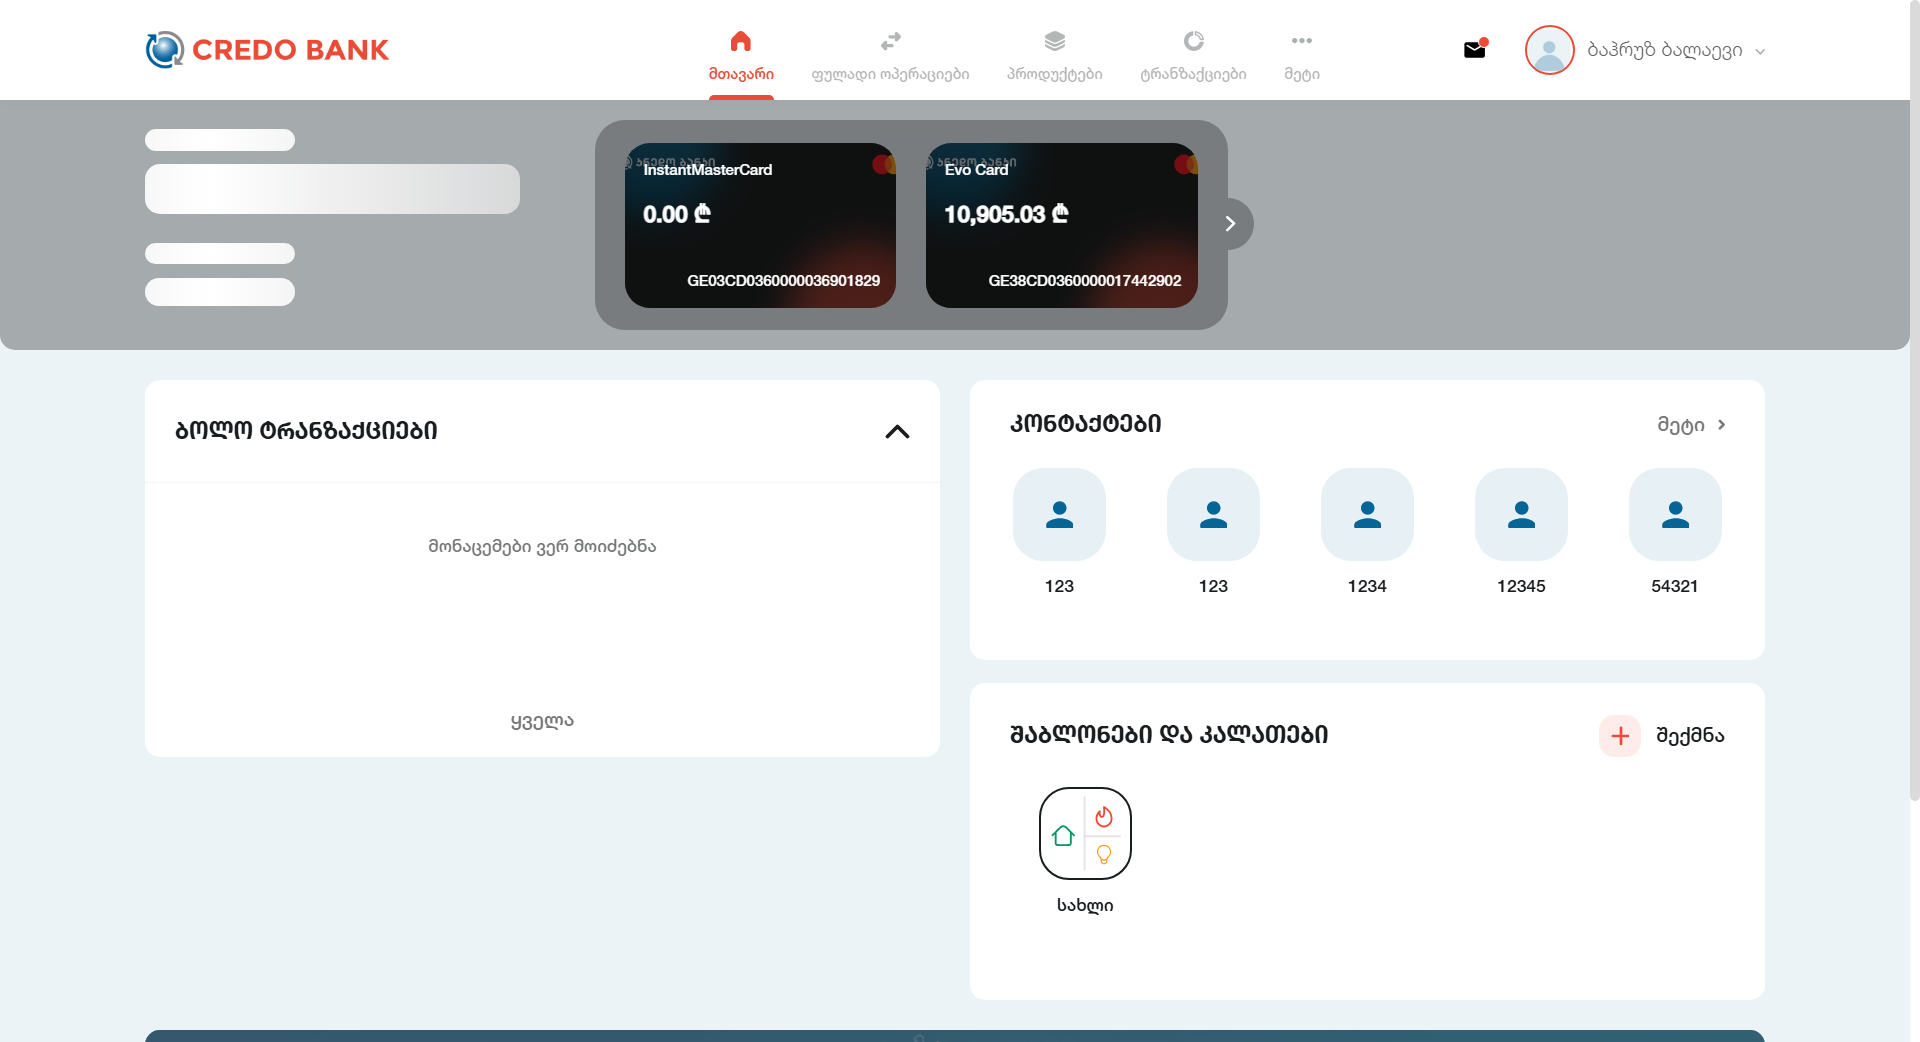 CREDO BANK
მთავარი
ფულადი ოპერაციები
პროდუქტები
ტრანზაქციები
მეტი
ბაჰრუზ ბალაევი
InstantMasterCard
0.00 ₾
GE03CD0360000036901829
Evo Card
10,905.03 ₾
GE38CD0360000017442902
ბოლო ტრანზაქციები
მონაცემები ვერ მოიძებნა
ყველა
კონტაქტები
მეტი
123
123
1234
12345
54321
შაბლონები და კალათები
შექმნა
სახლი